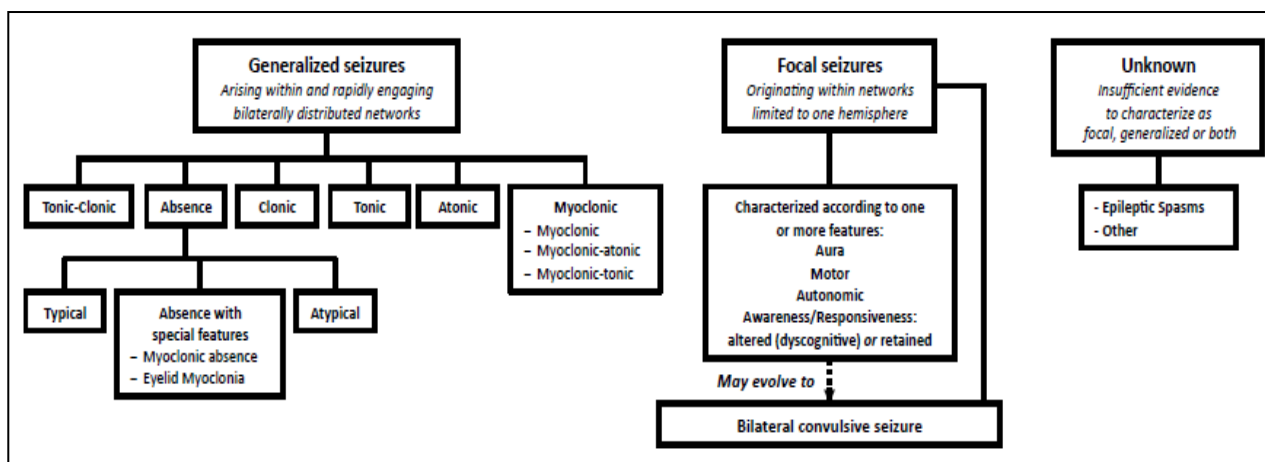 Generalized seizures
Arising within and rapidly engaging
bilaterally distributed networks
Tonic-Clonic
Absence
Clonic
Tonic
Atonic
Myoclonic
– Myoclonic
– Myoclonic-atonic
– Myoclonic-tonic
Typical
Absence with
special features
– Myoclonic absence
– Eyelid Myoclonia
Atypical
Focal seizures
Originating within networks
limited to one hemisphere
Characterized according to one
or more features:
Aura
Motor
Autonomic
Awareness/Responsiveness:
altered (dyscognitive) or retained
May evolve to
Bilateral convulsive seizure
Unknown
Insufficient evidence
to characterize as
focal, generalized or both
- Epileptic Spasms
- Other